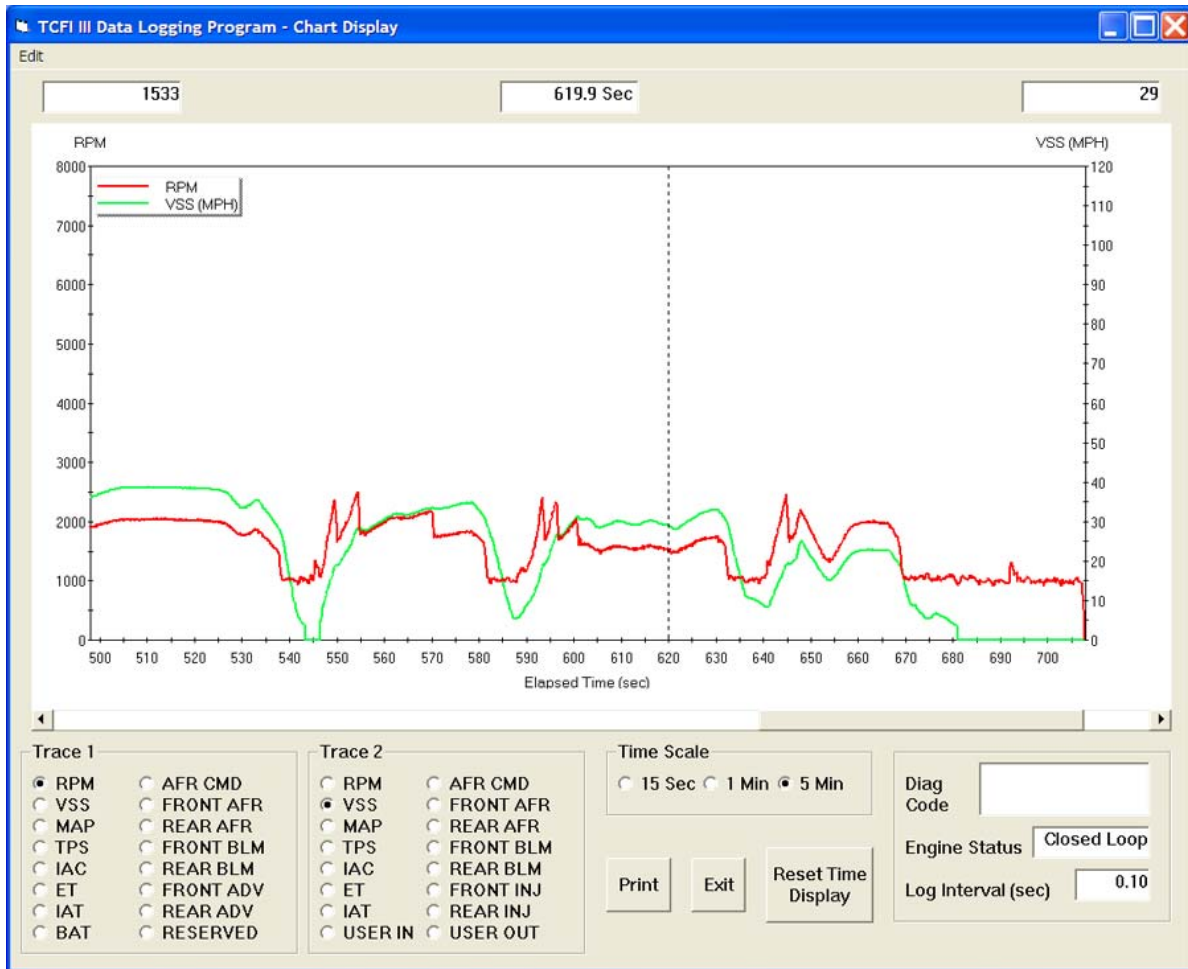 TCFI III Data Logging Program - Chart Display
Edit
1533
619.9 Sec
29
RPM
VSS (MPH)
8000
7000
6000
5000
4000
3000
2000
1000
0
RPM
VSS (MPH)
120
110
100
90
80
70
60
50
40
30
20
10
0
500 510 520 530 540 550 560 570 580 590 600 610 620 630 640 650 660 670 680 690 700
Elapsed Time (sec)
Trace 1
RPM AFR CMD
VSS FRONT AFR
MAP REAR AFR
TPS FRONT BLM
IAC REAR BLM
ET FRONT ADV
IAT REAR ADV
BAT RESERVED
Trace 2
RPM AFR CMD
VSS FRONT AFR
MAP REAR AFR
TPS FRONT BLM
IAC REAR BLM
ET FRONT INJ
IAT REAR INJ
USER IN USER OUT
Time Scale
15 Sec 1 Min 5 Min
Print
Exit
Reset Time
Display
Diag
Code
Engine Status Closed Loop
Log Interval (sec) 0.10